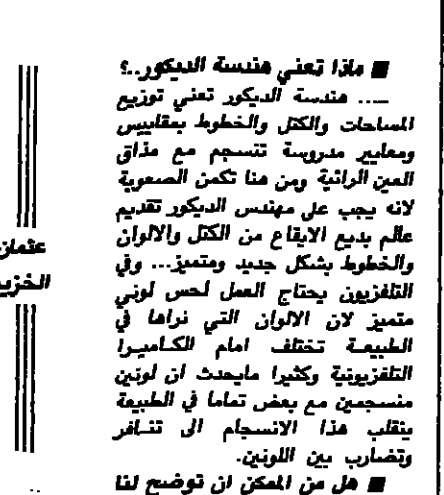 ■ ماذا تعني هندسة الديكور..؟
ــ... هندسة الديكور تعني توزيع
المساحات والكتل والخطوط بمقاييس
ومعايير مدروسة تنسجم مع مذاق
العين الرائية ومن هنا تكمن الصعوبة
لانه يجب على مهندس الديكور تقديم
عالم بديع الايقاع من الكتل والالوان
والخطوط بشكل جديد ومتميز... وفي
التلفزيون يحتاج العمل لحس لوني
متميز لان الالوان التي نراها في
الطبيعة تختلف امام الكاميرا
التلفزيونية وكثيرا مايحدث ان لونين
منسجمين مع بعض تماما في الطبيعة
ينقلب هذا الانسجام الى تنافر
وتضارب بين اللونين.
■ هل من الممكن ان توضح لنا
عثمان